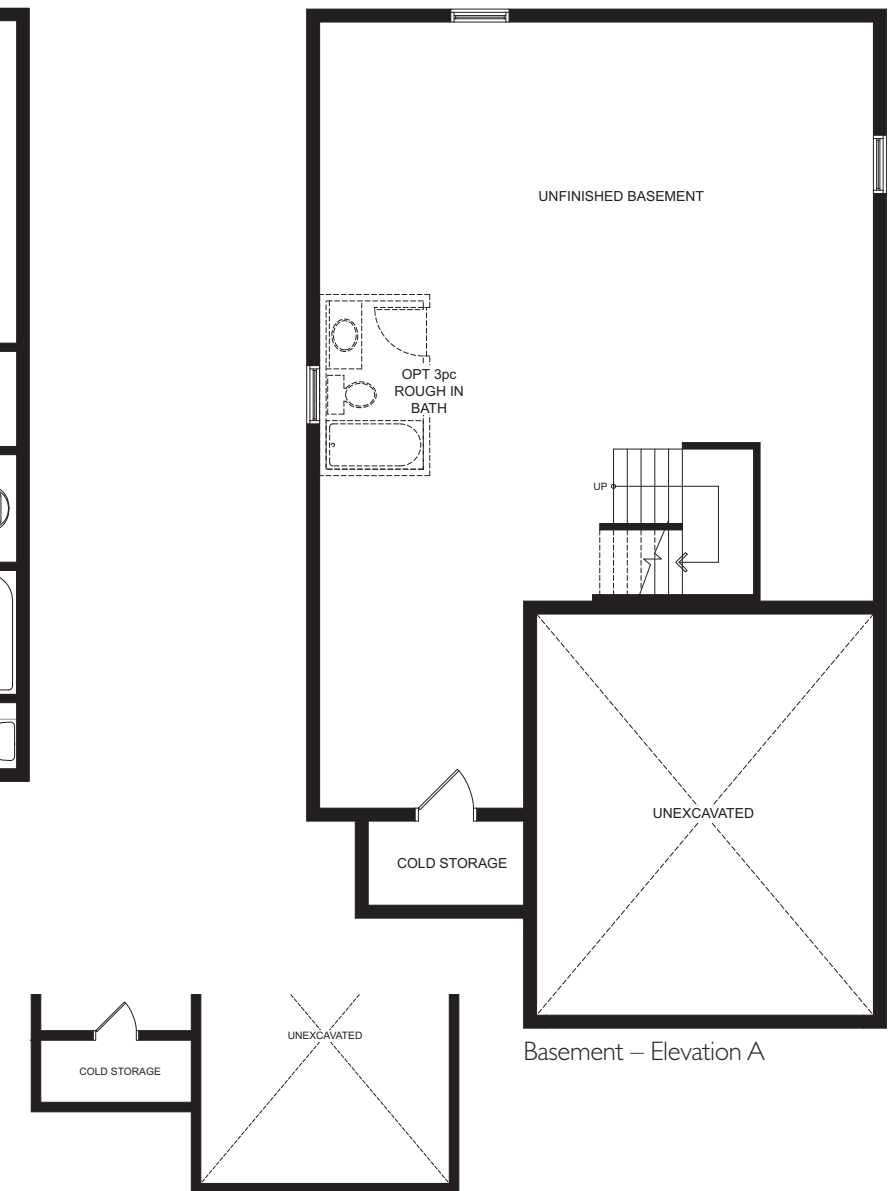 UNFINISHED BASEMENT
OPT 3pc
ROUGH IN
BATH
UP
UNEXCAVATED
COLD STORAGE
Basement – Elevation A
UNEXCAVATED
COLD STORAGE